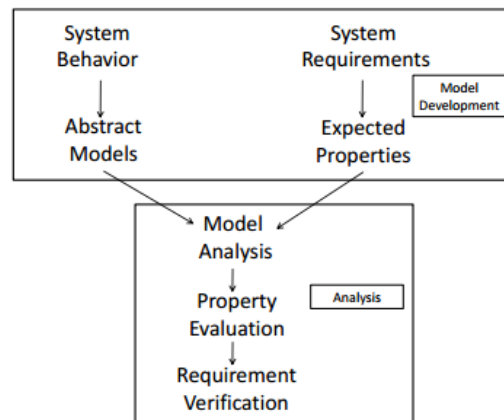 System
Behavior
System
Requirements
Model
Development
Abstract
Models
Expected
Properties
Model
Analysis
Property
Evaluation
Analysis
Requirement
Verification